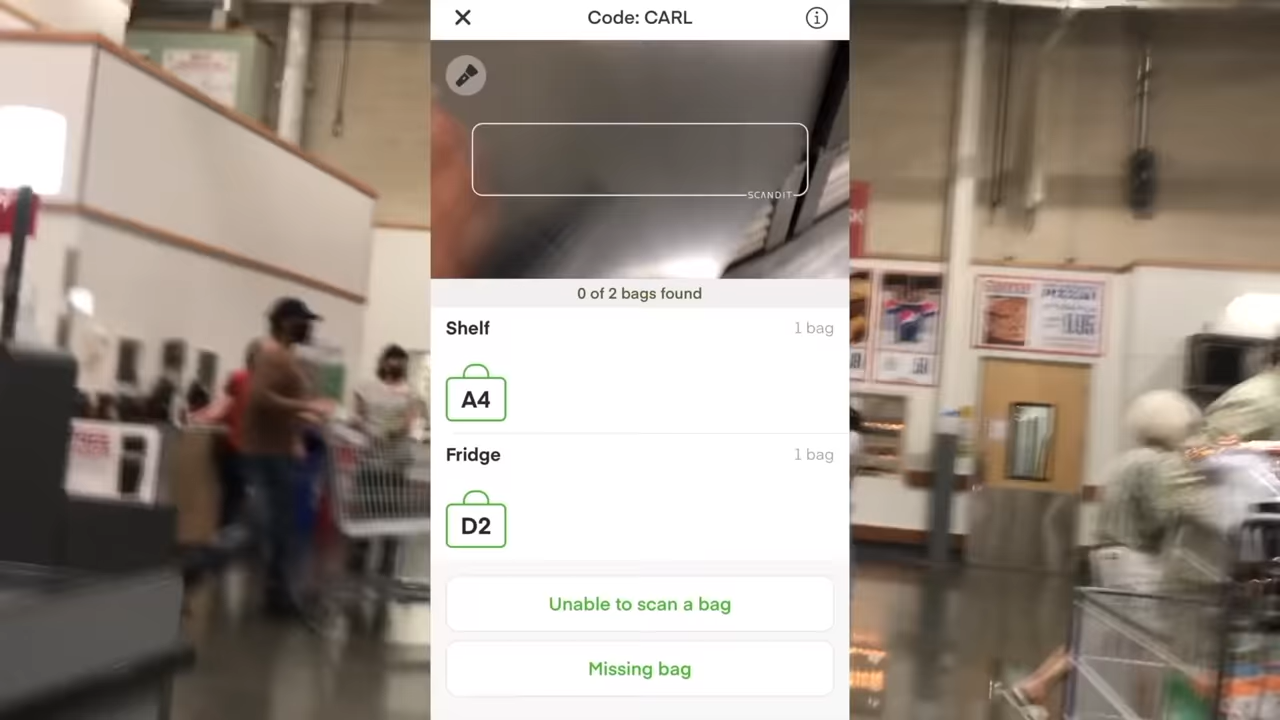 Code: CARL
SCANDIT
0 of 2 bags found
Shelf
1 bag
A4
Fridge
1 bag
D2
Unable to scan a bag
Missing bag